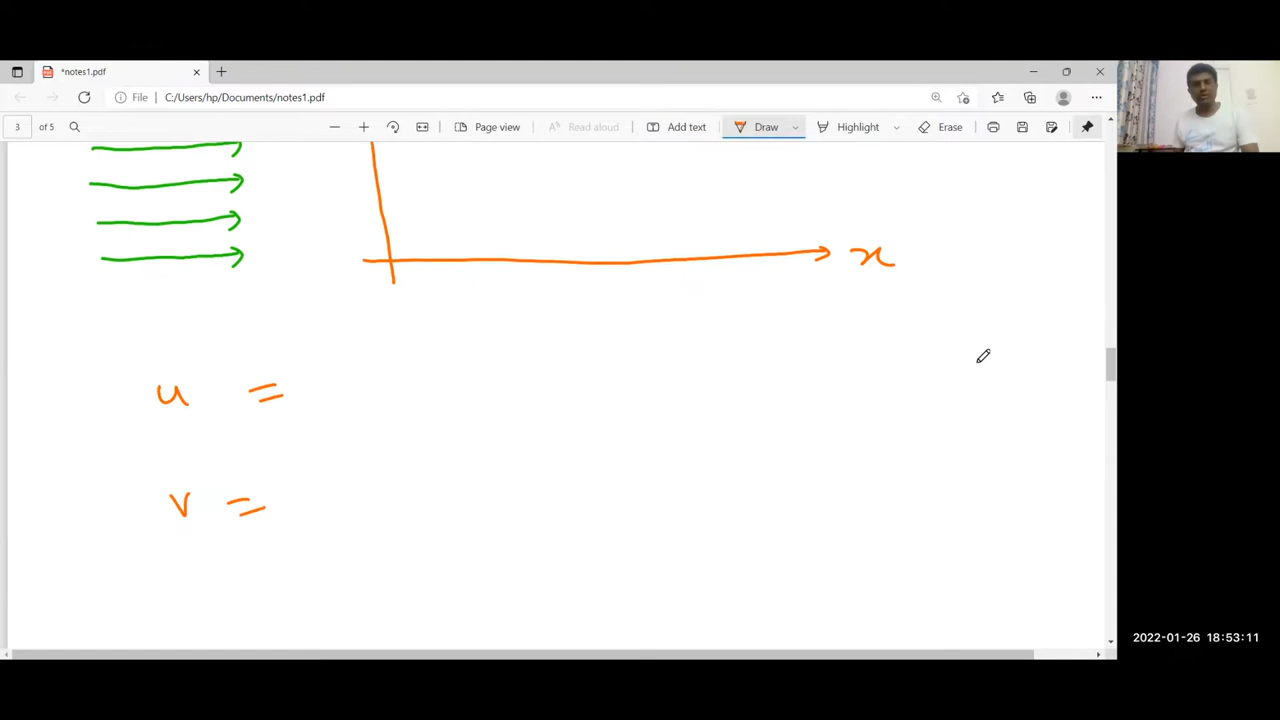 *notes1.pdf
File C:/Users/hp/Documents/notes1.pdf
3 of 5 Page view Read aloud Add text Draw Highlight Erase
x
u =
v =
2022-01-26 18:53:11